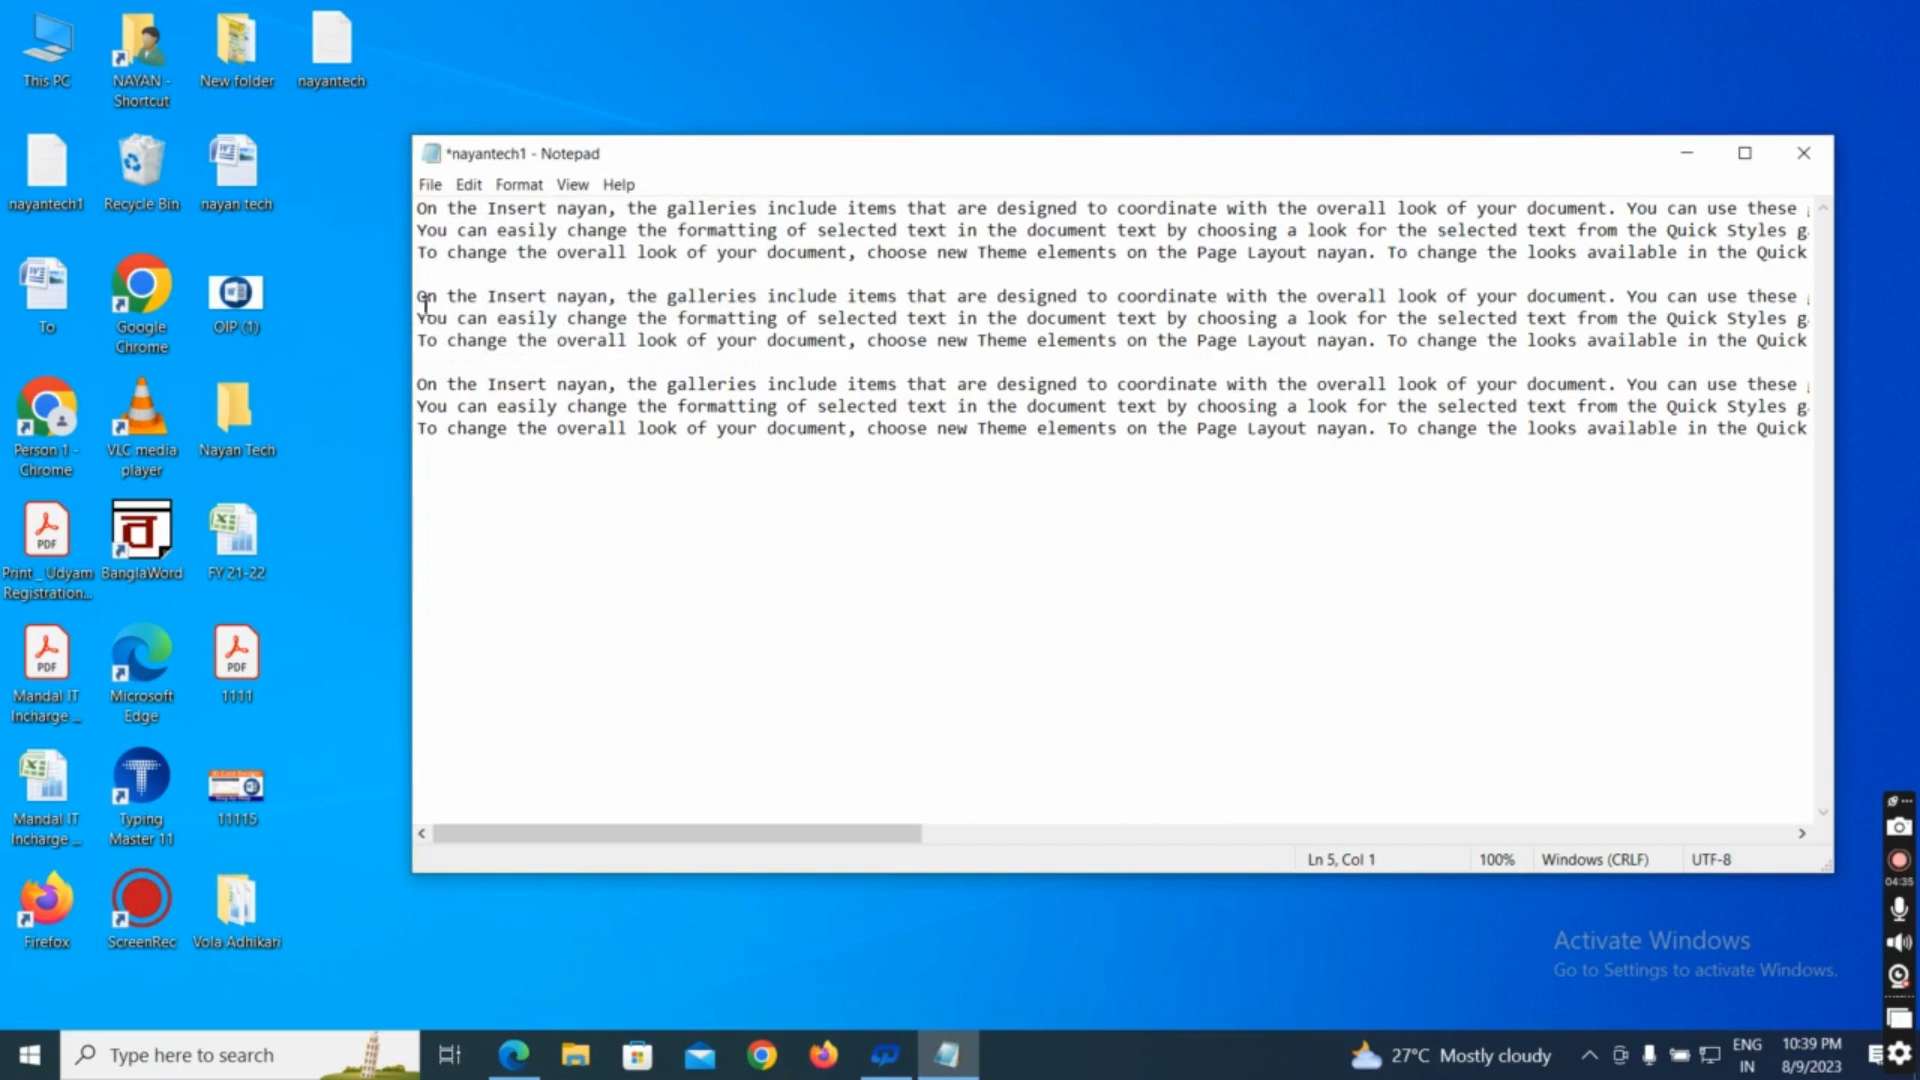 This PC
NAYAN - Shortcut
New folder
nayantech
nayantech1
Recycle Bin
nayan tech
To
Google Chrome
OIP (1)
Person 1 - Chrome
VLC media player
Nayan Tech
Print _ Udyam Registration...
BanglaWord
FY 21-22
Mandal IT Incharge ...
Microsoft Edge
1111
Mandal IT Incharge ...
Typing Master 11
11115
Firefox
ScreenRec
Vola Adhikari
*nayantech1 - Notepad
File Edit Format View Help
On the Insert nayan, the galleries include items that are designed to coordinate with the overall look of your document. You can use these
You can easily change the formatting of selected text in the document text by choosing a look for the selected text from the Quick Styles g
To change the overall look of your document, choose new Theme elements on the Page Layout nayan. To change the looks available in the Quick
On the Insert nayan, the galleries include items that are designed to coordinate with the overall look of your document. You can use these
You can easily change the formatting of selected text in the document text by choosing a look for the selected text from the Quick Styles g
To change the overall look of your document, choose new Theme elements on the Page Layout nayan. To change the looks available in the Quick
On the Insert nayan, the galleries include items that are designed to coordinate with the overall look of your document. You can use these
You can easily change the formatting of selected text in the document text by choosing a look for the selected text from the Quick Styles g
To change the overall look of your document, choose new Theme elements on the Page Layout nayan. To change the looks available in the Quick
Ln 5, Col 1 100% Windows (CRLF) UTF-8
Activate Windows
Go to Settings to activate Windows.
04:35
Type here to search
27°C Mostly cloudy
ENG IN
10:39 PM
8/9/2023